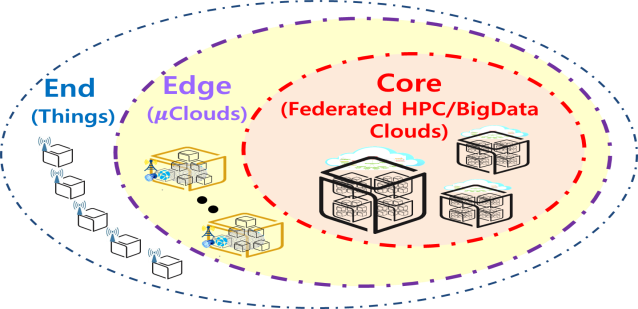 End
(Things)
Edge
(μClouds)
Core
(Federated HPC/BigData
Clouds)